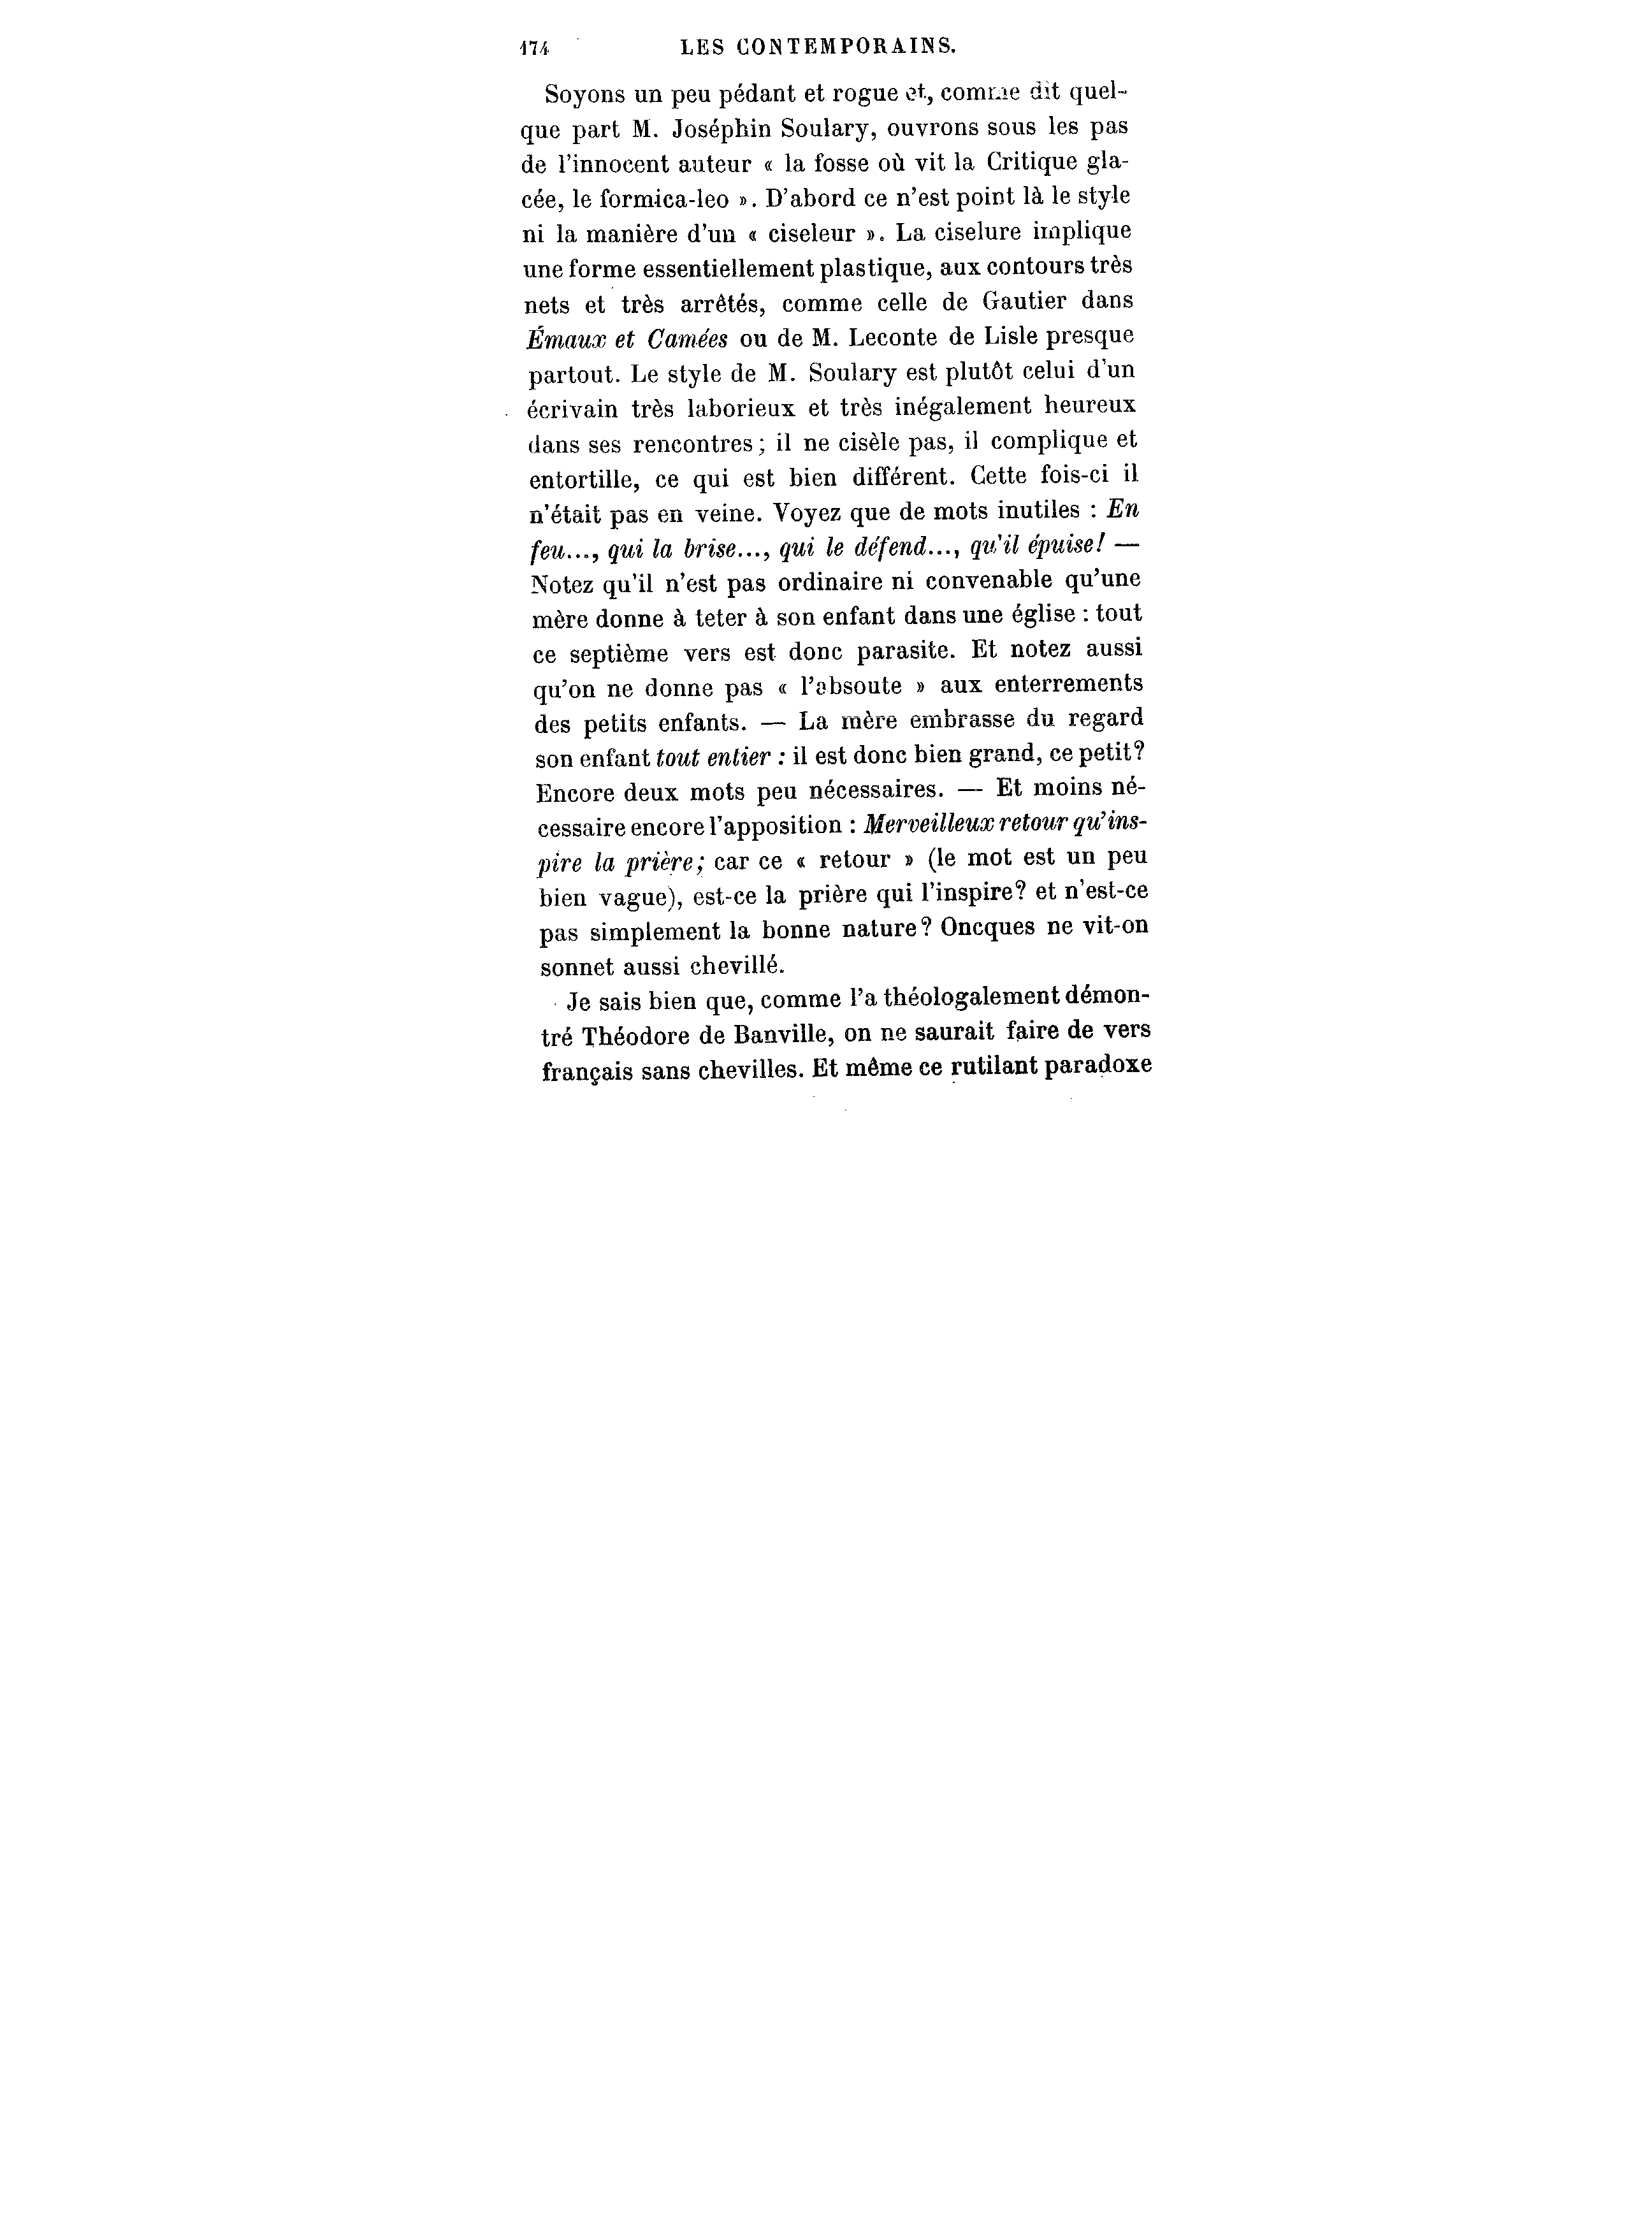 174 LES CONTEMPORAINS.
Soyons un peu pédant et rogue et, comme dit quel-
que part M. Joséphin Soulary, ouvrons sous les pas
de l'innocent auteur « la fosse où vit la Critique gla-
cée, le formica-leo ». D'abord ce n'est point là le style
ni la manière d'un « ciseleur ». La ciselure implique
une forme essentiellement plastique, aux contours très
nets et très arrêtés, comme celle de Gautier dans
Émaux et Camées ou de M. Leconte de Lisle presque
partout. Le style de M. Soulary est plutôt celui d'un
écrivain très laborieux et très inégalement heureux
dans ses rencontres ; il ne cisèle pas, il complique et
entortille, ce qui est bien différent. Cette fois-ci il
n'était pas en veine. Voyez que de mots inutiles : En
feu..., qui la brise..., qui le défend..., qu'il épuise! —
Notez qu'il n'est pas ordinaire ni convenable qu'une
mère donne à teter à son enfant dans une église : tout
ce septième vers est donc parasite. Et notez aussi
qu'on ne donne pas « l'absoute » aux enterrements
des petits enfants. — La mère embrasse du regard
son enfant tout entier : il est donc bien grand, ce petit?
Encore deux mots peu nécessaires. — Et moins né-
cessaire encore l'apposition : Merveilleux retour qu'ins-
pire la prière; car ce « retour » (le mot est un peu
bien vague), est-ce la prière qui l'inspire? et n'est-ce
pas simplement la bonne nature? Oncques ne vit-on
sonnet aussi chevillé.
Je sais bien que, comme l'a théologalement démon-
tré Théodore de Banville, on ne saurait faire de vers
français sans chevilles. Et même ce rutilant paradoxe